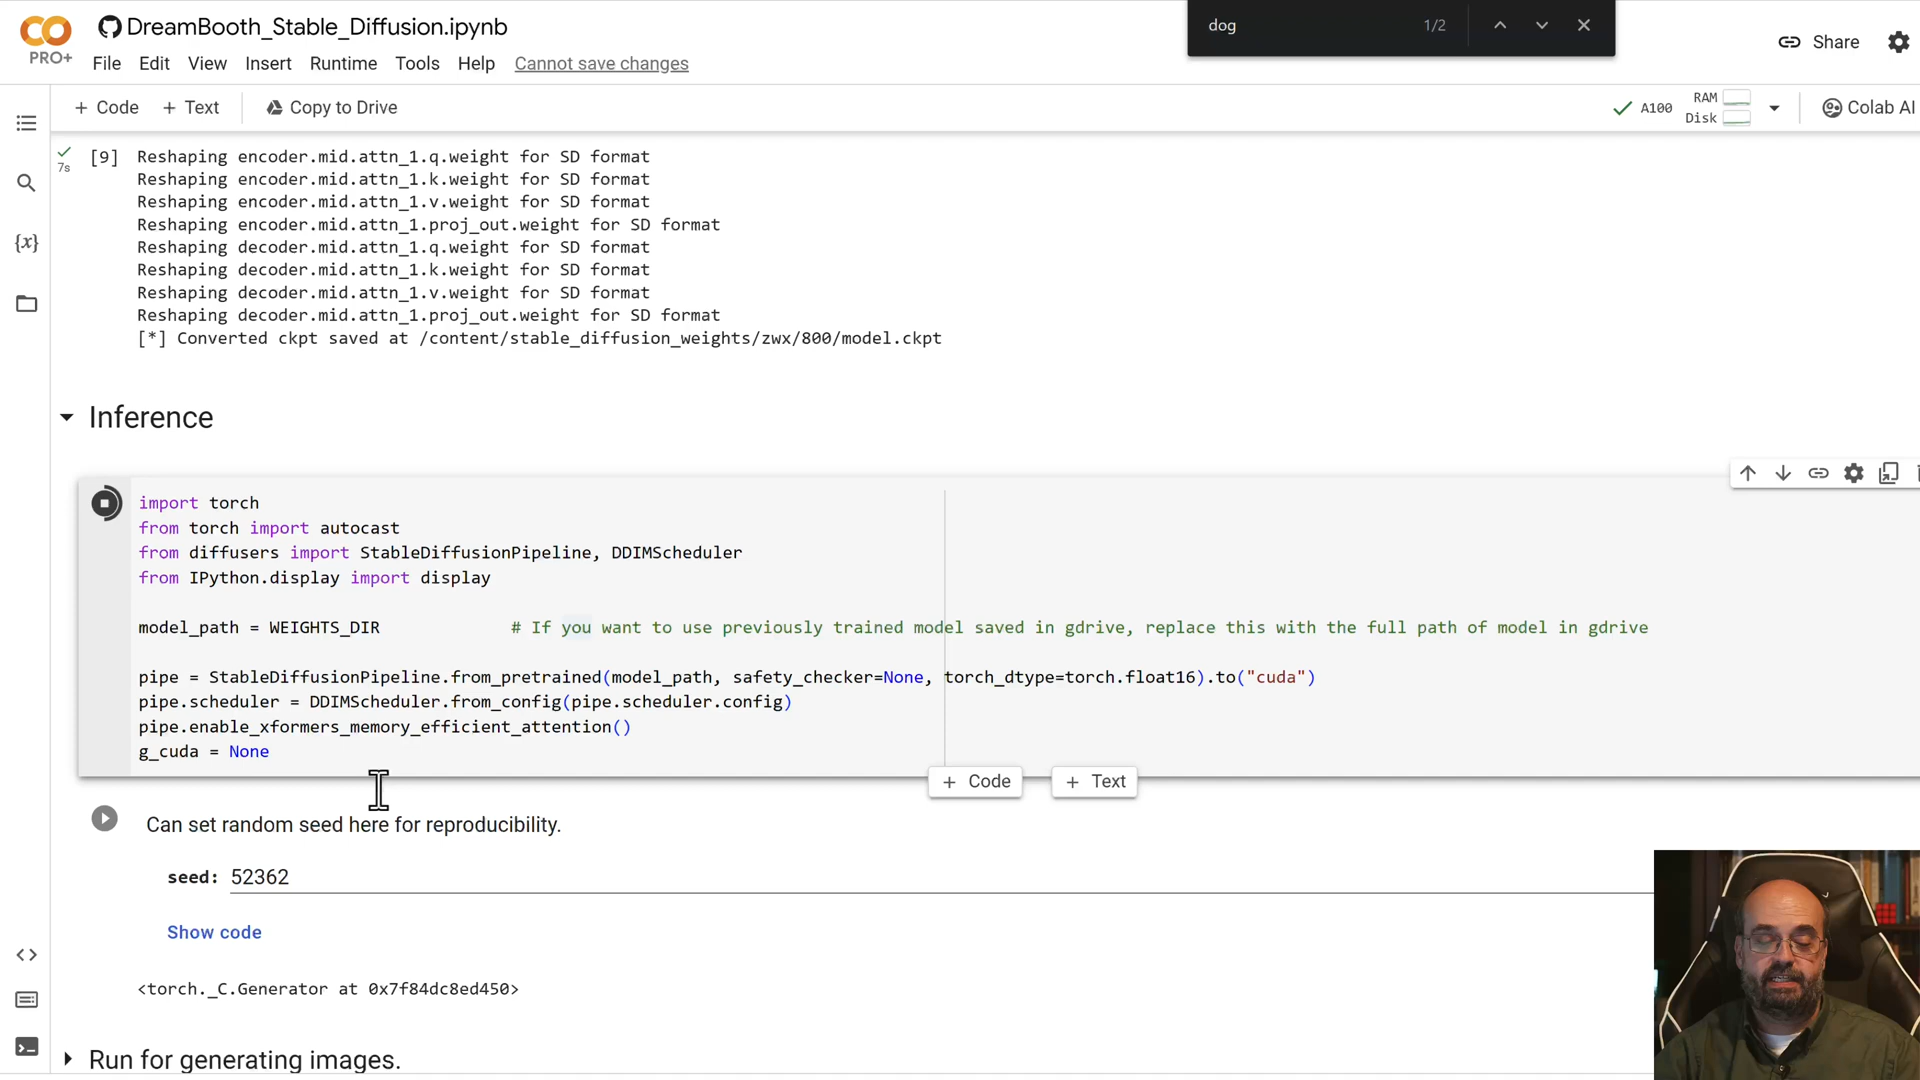 DreamBooth_Stable_Diffusion.ipynb
PRO+
File Edit View Insert Runtime Tools Help Cannot save changes
dog 1/2
Share
+ Code + Text Copy to Drive
A100 RAM Disk
Colab AI
{x}
7s
[9] Reshaping encoder.mid.attn_1.q.weight for SD format
Reshaping encoder.mid.attn_1.k.weight for SD format
Reshaping encoder.mid.attn_1.v.weight for SD format
Reshaping encoder.mid.attn_1.proj_out.weight for SD format
Reshaping decoder.mid.attn_1.q.weight for SD format
Reshaping decoder.mid.attn_1.k.weight for SD format
Reshaping decoder.mid.attn_1.v.weight for SD format
Reshaping decoder.mid.attn_1.proj_out.weight for SD format
[*] Converted ckpt saved at /content/stable_diffusion_weights/zwx/800/model.ckpt
Inference
import torch
from torch import autocast
from diffusers import StableDiffusionPipeline, DDIMScheduler
from IPython.display import display
model_path = WEIGHTS_DIR # If you want to use previously trained model saved in gdrive, replace this with the full path of model in gdrive
pipe = StableDiffusionPipeline.from_pretrained(model_path, safety_checker=None, torch_dtype=torch.float16).to("cuda")
pipe.scheduler = DDIMScheduler.from_config(pipe.scheduler.config)
pipe.enable_xformers_memory_efficient_attention()
g_cuda = None
+ Code + Text
Can set random seed here for reproducibility.
seed: 52362
Show code
<torch._C.Generator at 0x7f84dc8ed450>
Run for generating images.